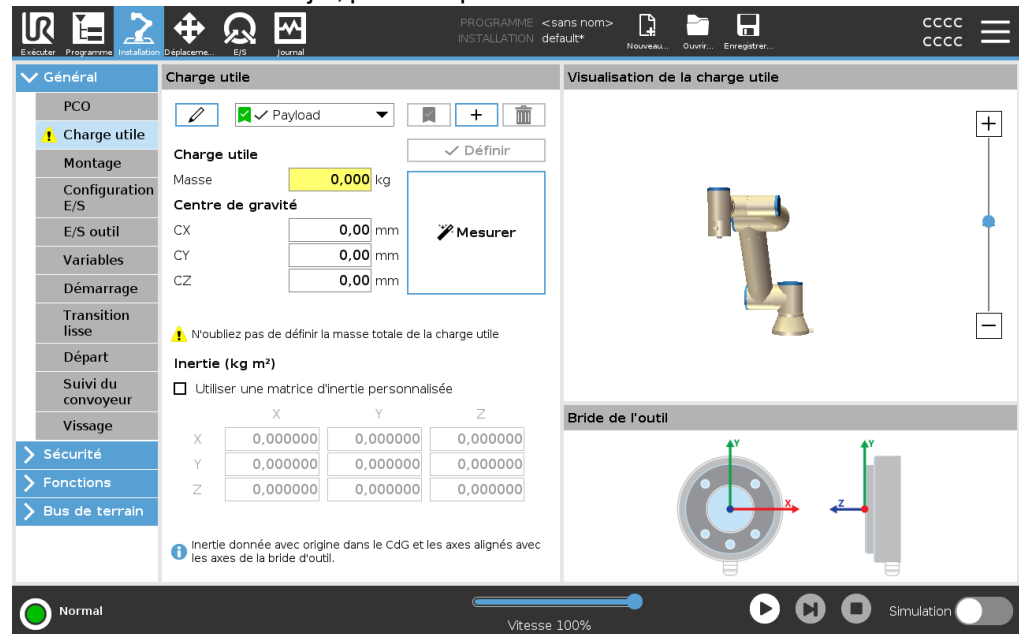 PROGRAMME <sans nom>
INSTALLATION default*
cccc
cccc
Exécuter Programme Installation Déplaceme... E/S Journal
Nouveau... Ouvrir... Enregistrer...
Général
PCO
Charge utile
Montage
Configuration
E/S
E/S outil
Variables
Démarrage
Transition
lisse
Départ
Suivi du
convoyeur
Vissage
Sécurité
Fonctions
Bus de terrain
Charge utile
Payload
+
Définir
Charge utile
Masse 0,000 kg
Centre de gravité
CX 0,00 mm
CY 0,00 mm
CZ 0,00 mm
Mesurer
N'oubliez pas de définir la masse totale de la charge utile
Inertie (kg m²)
Utiliser une matrice d'inertie personnalisée
X Y Z
X 0,000000 0,000000 0,000000
Y 0,000000 0,000000 0,000000
Z 0,000000 0,000000 0,000000
Inertie donnée avec origine dans le CdG et les axes alignés avec
les axes de la bride d'outil.
Visualisation de la charge utile
Bride de l'outil
Y Y
X Z
Normal
Vitesse 100%
Simulation